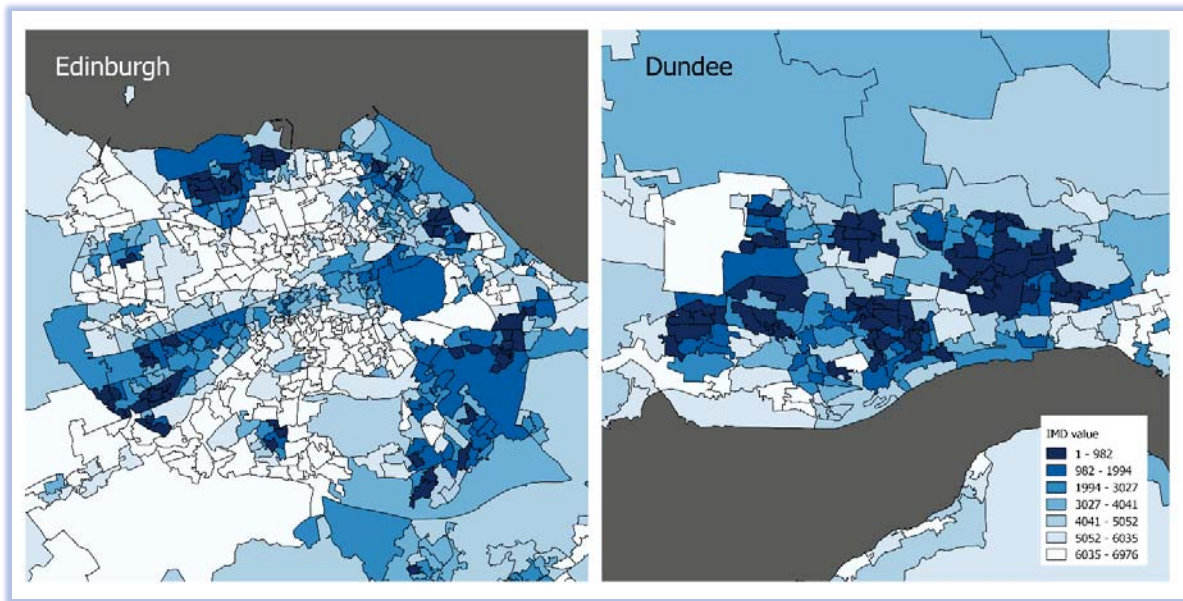 Edinburgh
Dundee
IMD value
1 - 982
982 - 1994
1994 - 3027
3027 - 4041
4041 - 5052
5052 - 6035
6035 - 6976